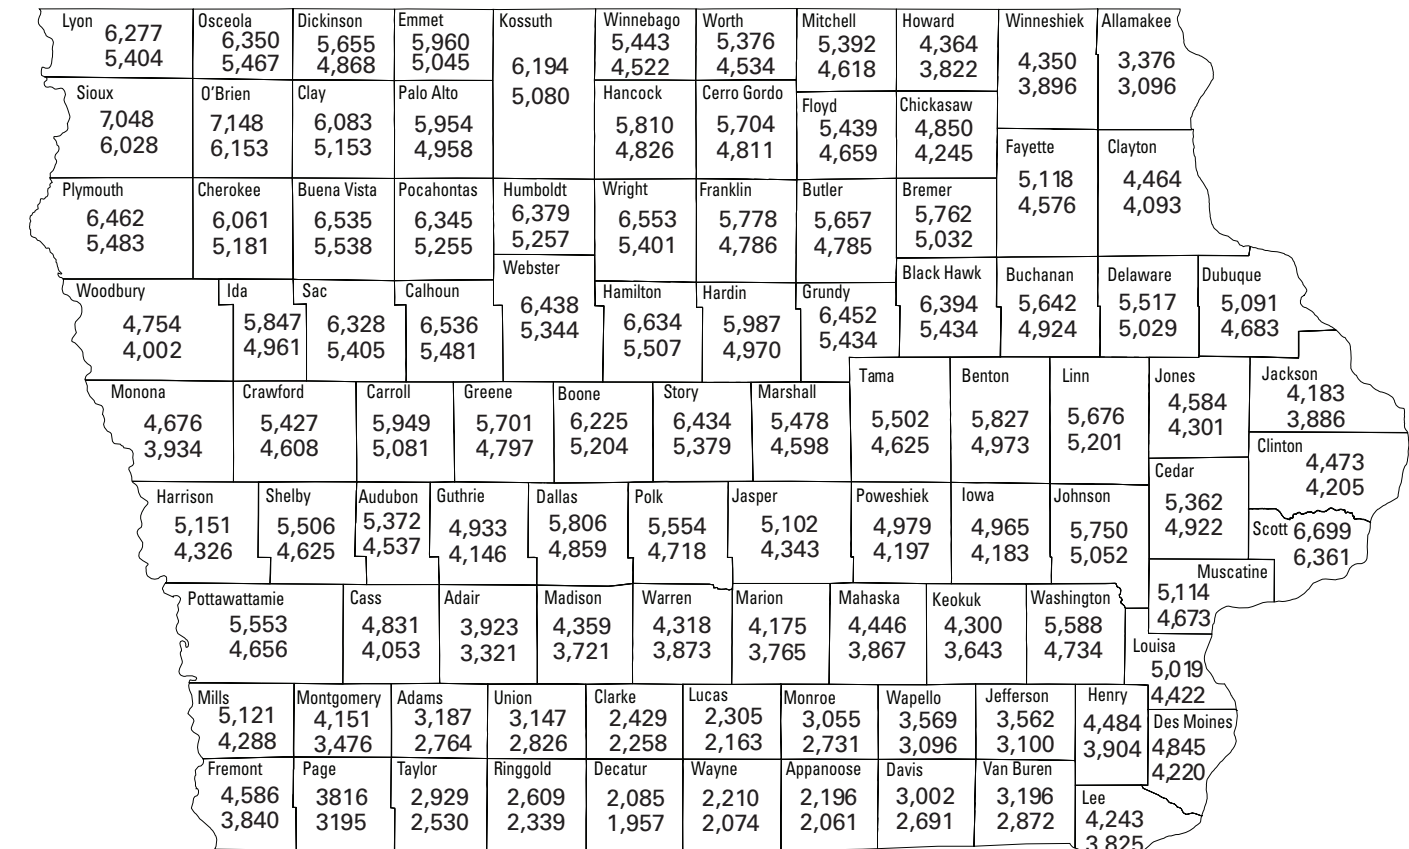 Lyon
6,277
5,404
Osceola
6,350
5,467
Dickinson
5,655
4,868
Emmet
5,960
5,045
Kossuth
6,194
5,080
Winnebago
5,443
4,522
Worth
5,376
4,534
Mitchell
5,392
4,618
Howard
4,364
3,822
Winneshiek
4,350
3,896
Allamakee
3,376
3,096
Sioux
7,048
6,028
O'Brien
7,148
6,153
Clay
6,083
5,153
Palo Alto
5,954
4,958
Hancock
5,810
4,826
Cerro Gordo
5,704
4,811
Floyd
5,439
4,659
Chickasaw
4,850
4,245
Fayette
5,118
4,576
Clayton
4,464
4,093
Plymouth
6,462
5,483
Cherokee
6,061
5,181
Buena Vista
6,535
5,538
Pocahontas
6,345
5,255
Humboldt
6,379
5,257
Wright
6,553
5,401
Franklin
5,778
4,786
Butler
5,657
4,785
Bremer
5,762
5,032
Woodbury
4,754
4,002
Ida
5,847
4,961
Sac
6,328
5,405
Calhoun
6,536
5,481
Webster
6,438
5,344
Hamilton
6,634
5,507
Hardin
5,987
4,970
Grundy
6,452
5,434
Black Hawk
6,394
5,434
Buchanan
5,642
4,924
Delaware
5,517
5,029
Dubuque
5,091
4,683
Monona
4,676
3,934
Crawford
5,427
4,608
Carroll
5,949
5,081
Greene
5,701
4,797
Boone
6,225
5,204
Story
6,434
5,379
Marshall
5,478
4,598
Tama
5,502
4,625
Benton
5,827
4,973
Linn
5,676
5,201
Jones
4,584
4,301
Jackson
4,183
3,886
Clinton
4,473
4,205
Cedar
5,362
4,922
Harrison
5,151
4,326
Shelby
5,506
4,625
Audubon
5,372
4,537
Guthrie
4,933
4,146
Dallas
5,806
4,859
Polk
5,554
4,718
Jasper
5,102
4,343
Poweshiek
4,979
4,197
Iowa
4,965
4,183
Johnson
5,750
5,052
Scott 6,699
6,361
Muscatine
5,114
4,673
Pottawattamie
5,553
4,656
Cass
4,831
4,053
Adair
3,923
3,321
Madison
4,359
3,721
Warren
4,318
3,873
Marion
4,175
3,765
Mahaska
4,446
3,867
Keokuk
4,300
3,643
Washington
5,588
4,734
Louisa
5,019
4,422
Mills
5,121
4,288
Montgomery
4,151
3,476
Adams
3,187
2,764
Union
3,147
2,826
Clarke
2,429
2,258
Lucas
2,305
2,163
Monroe
3,055
2,731
Wapello
3,569
3,096
Jefferson
3,562
3,100
Henry
4,484
3,904
Des Moines
4,845
4,220
Fremont
4,586
3,840
Page
3816
3195
Taylor
2,929
2,530
Ringgold
2,609
2,339
Decatur
2,085
1,957
Wayne
2,210
2,074
Appanoose
2,196
2,061
Davis
3,002
2,691
Van Buren
3,196
2,872
Lee
4,243
3,825